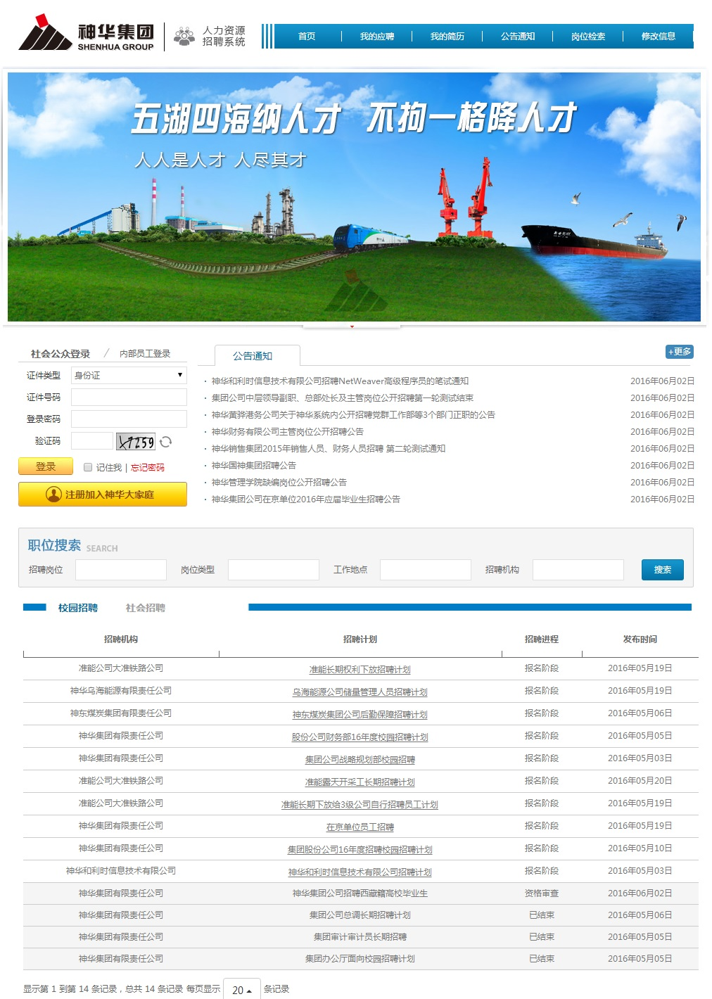 神华集团
SHENHUA GROUP
人力资源
招聘系统
首页 我的应聘 我的简历 公告通知 岗位检索 修改信息
五湖四海纳人才 不拘一格降人才
人人是人才 人尽其才
社会公众登录 / 内部员工登录
证件类型 身份证
证件号码
登录密码
验证码 X7259
登录 记住我 | 忘记密码
注册加入神华大家庭
公告通知 +更多
· 神华和利时信息技术有限公司招聘NetWeaver高级程序员的笔试通知 2016年06月02日
· 集团公司中层领导副职、总部处长及主管岗位公开招聘第一轮测试结束 2016年06月02日
· 神华黄骅港务公司关于神华系统内公开招聘党群工作部等3个部门正职的公告 2016年06月02日
· 神华财务有限公司主管岗位公开招聘公告 2016年06月02日
· 神华销售集团2015年销售人员、财务人员招聘 第二轮测试通知 2016年06月02日
· 神华国神集团招聘公告 2016年06月02日
· 神华管理学院缺编岗位公开招聘公告 2016年06月02日
· 神华集团公司在京单位2016年应届毕业生招聘公告 2016年06月02日
职位搜索 SEARCH
招聘岗位 岗位类型 工作地点 招聘机构 搜索
校园招聘 社会招聘
招聘机构 招聘计划 招聘进程 发布时间
准能公司大准铁路公司 准能长期权利下放招聘计划 报名阶段 2016年05月19日
神华乌海能源有限责任公司 乌海能源公司储量管理人员招聘计划 报名阶段 2016年05月19日
神东煤炭集团有限责任公司 神东煤炭集团公司后勤保障招聘计划 报名阶段 2016年05月06日
神华集团有限责任公司 股份公司财务部16年度校园招聘计划 报名阶段 2016年05月05日
神华集团有限责任公司 集团公司战略规划部校园招聘 报名阶段 2016年05月03日
准能公司大准铁路公司 准能露天开采工长期招聘计划 报名阶段 2016年05月20日
准能公司大准铁路公司 准能长期下放给3级公司自行招聘员工计划 报名阶段 2016年05月19日
神华集团有限责任公司 在京单位员工招聘 报名阶段 2016年05月19日
神华集团有限责任公司 集团股份公司16年度招聘校园招聘计划 报名阶段 2016年05月10日
神华和利时信息技术有限公司 神华和利时信息技术有限公司招聘计划 报名阶段 2016年05月03日
神华集团有限责任公司 神华集团公司招聘西藏籍高校毕业生 资格审查 2016年06月02日
神华集团有限责任公司 集团公司总调长期招聘计划 已结束 2016年05月06日
神华集团有限责任公司 集团审计审计员长期招聘 已结束 2016年05月05日
神华集团有限责任公司 集团办公厅面向校园招聘计划 已结束 2016年05月05日
显示第 1 到第 14 条记录，总共 14 条记录 每页显示 20 条记录